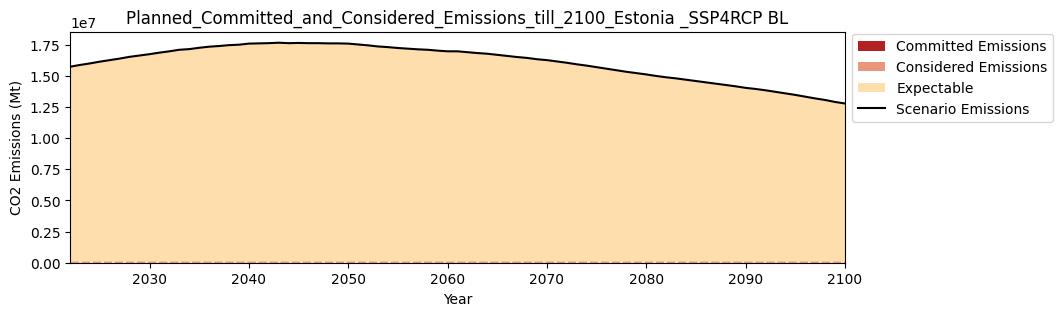 Planned_Committed_and_Considered_Emissions_till_2100_Estonia _SSP4RCP BL
1e7
1.75
1.50
1.25
1.00
0.75
0.50
0.25
0.00
CO2 Emissions (Mt)
2030 2040 2050 2060 2070 2080 2090 2100
Year
Committed Emissions
Considered Emissions
Expectable
Scenario Emissions